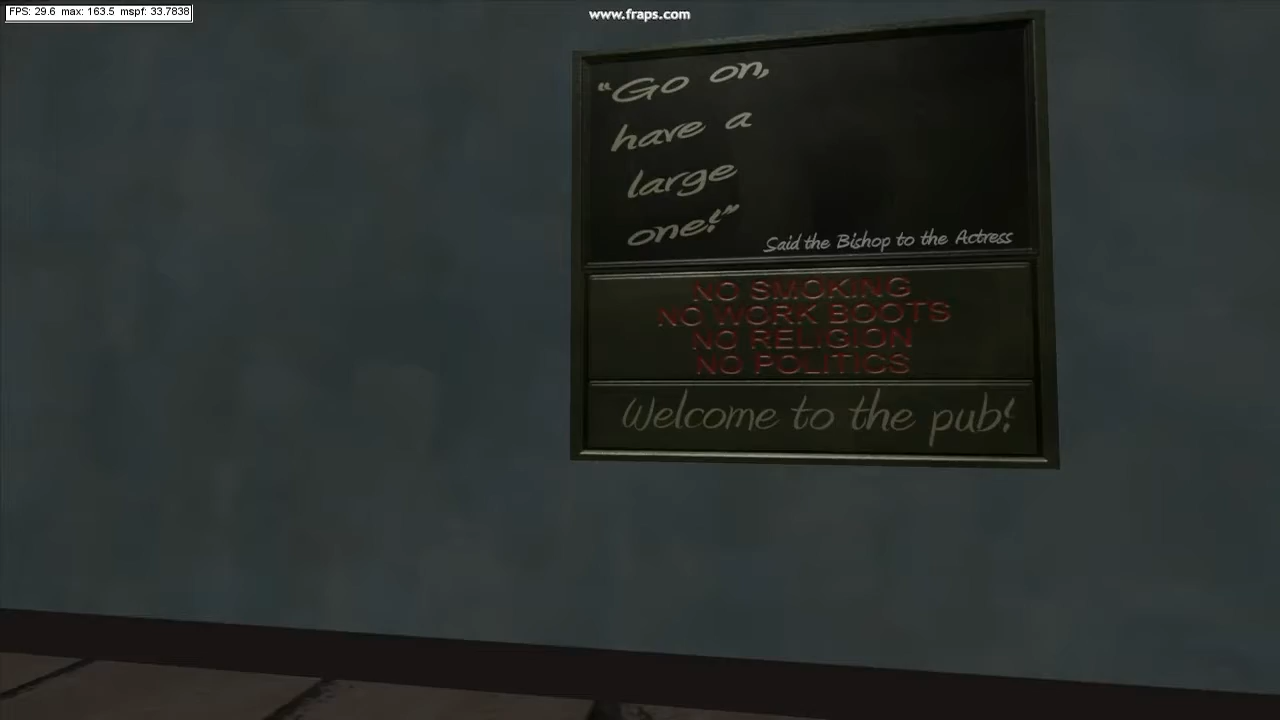 FPS: 29.6 max: 163.5 mspf: 33.7838
www.fraps.com
"Go on,
have a
large
one!"
Said the Bishop to the Actress
NO SMOKING
NO WORK BOOTS
NO RELIGION
NO POLITICS
Welcome to the pub!